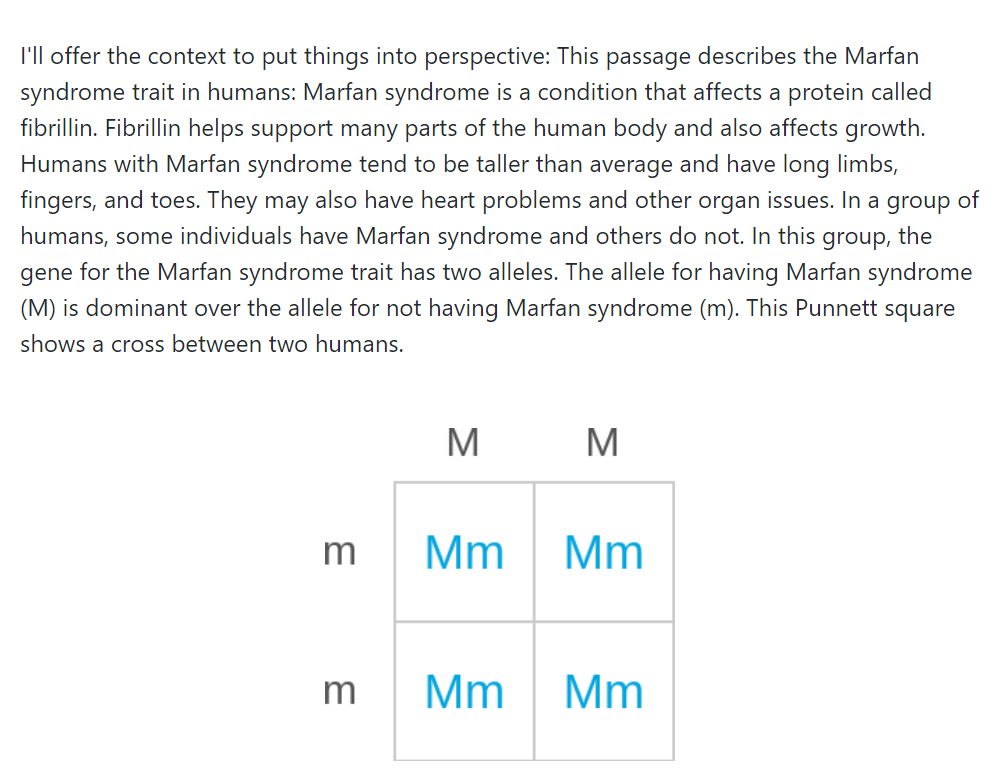 I'll offer the context to put things into perspective: This passage describes the Marfan
syndrome trait in humans: Marfan syndrome is a condition that affects a protein called
fibrillin. Fibrillin helps support many parts of the human body and also affects growth.
Humans with Marfan syndrome tend to be taller than average and have long limbs,
fingers, and toes. They may also have heart problems and other organ issues. In a group of
humans, some individuals have Marfan syndrome and others do not. In this group, the
gene for the Marfan syndrome trait has two alleles. The allele for having Marfan syndrome
(M) is dominant over the allele for not having Marfan syndrome (m). This Punnett square
shows a cross between two humans.
M M
m Mm Mm
m Mm Mm